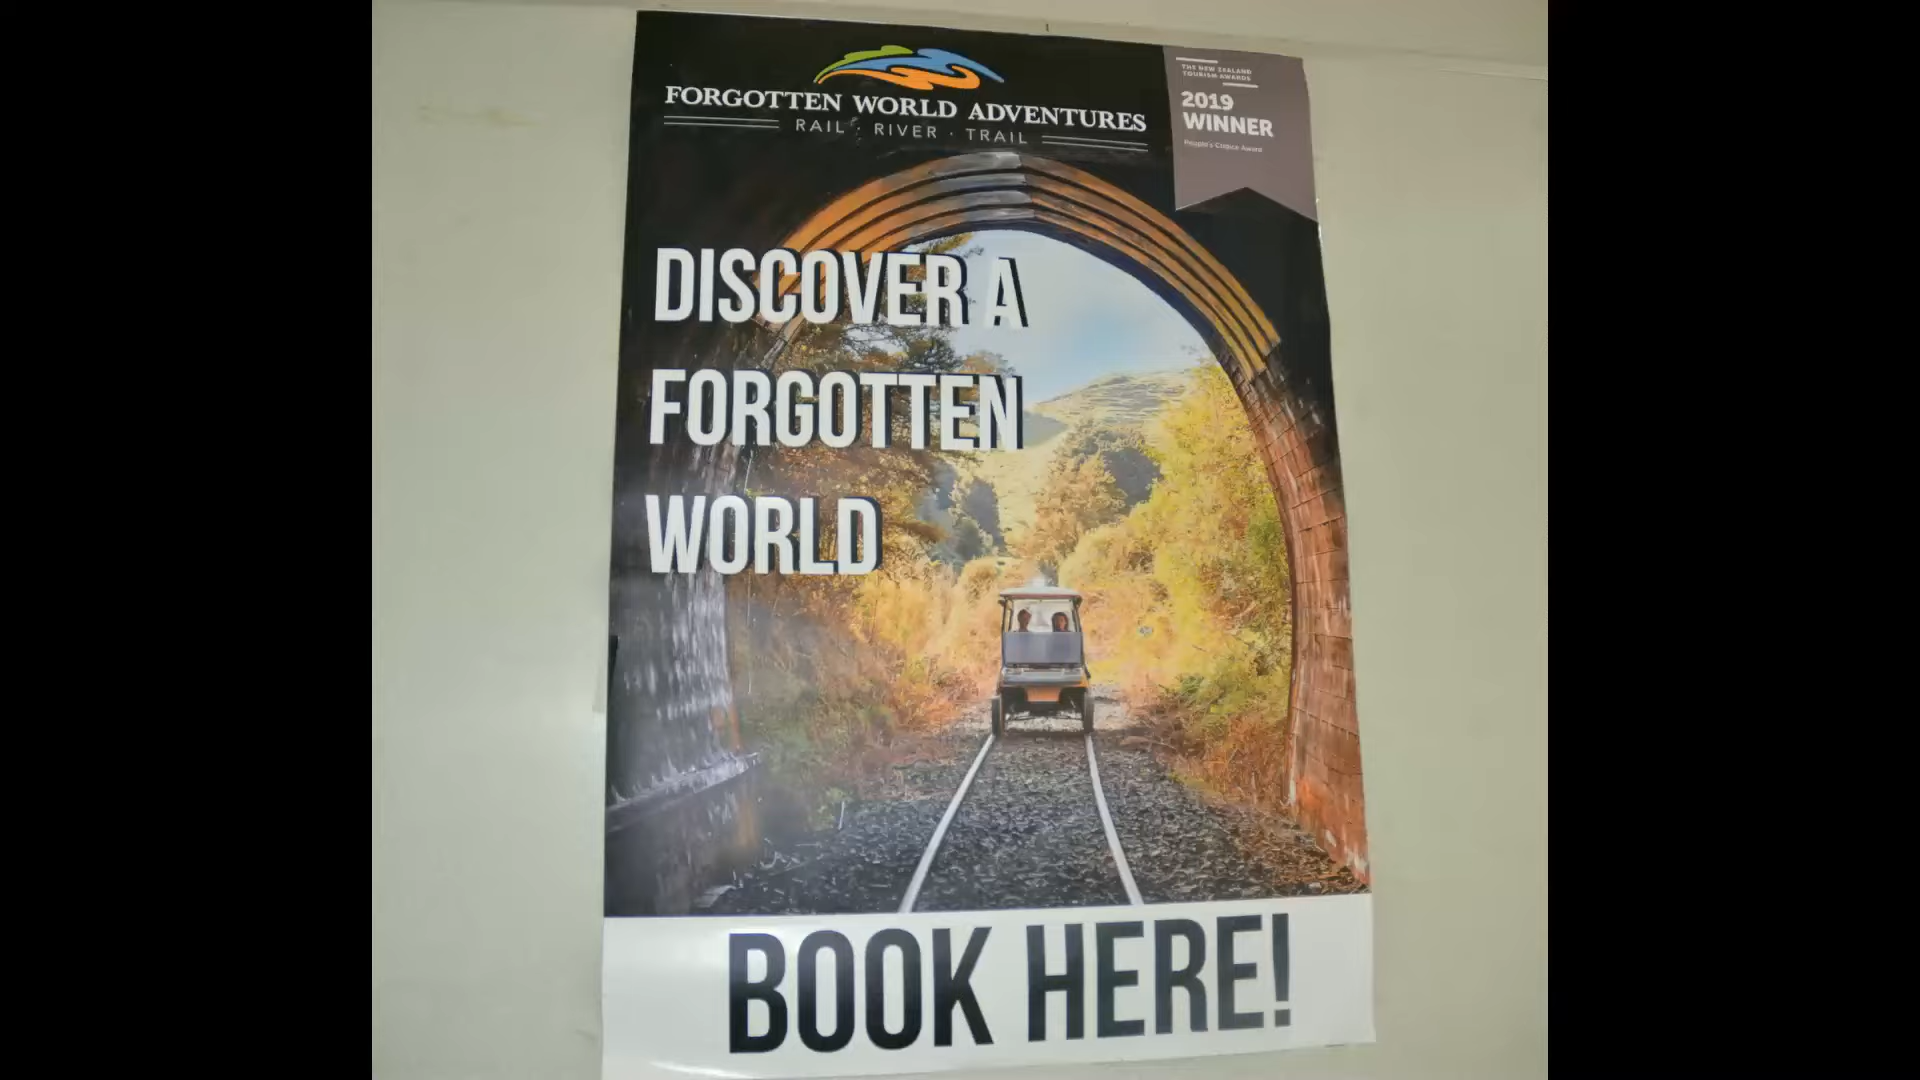 FORGOTTEN WORLD ADVENTURES
RAIL · RIVER · TRAIL
THE NEW ZEALAND
TOURISM AWARDS
2019
WINNER
People's Choice Award
DISCOVER A
FORGOTTEN
WORLD
BOOK HERE!